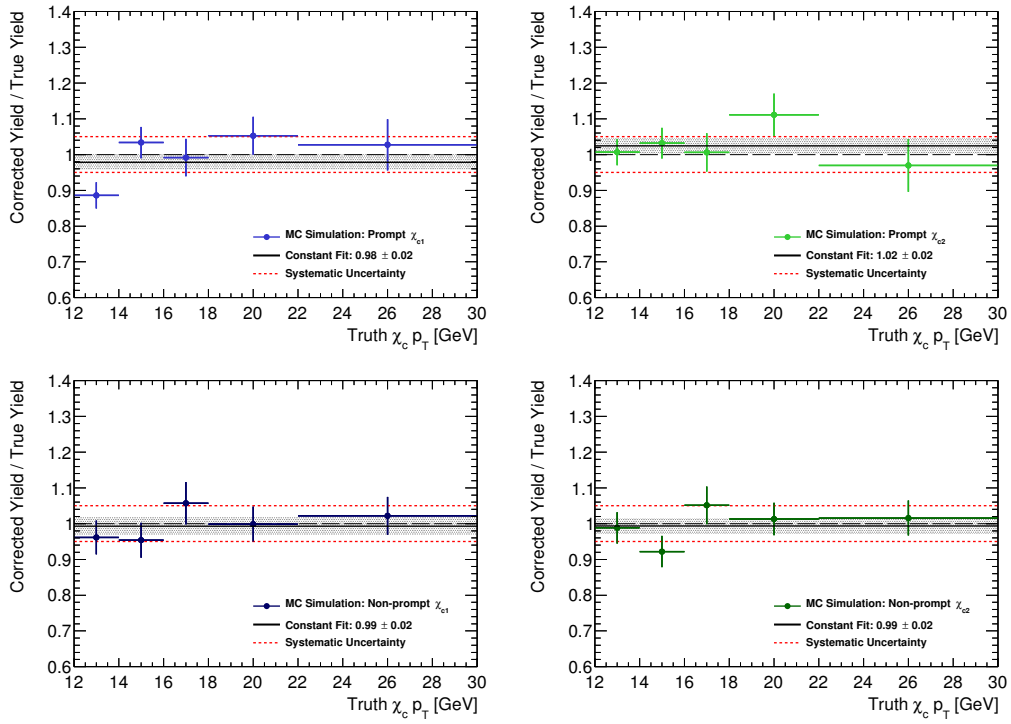 Corrected Yield / True Yield
1.4
1.3
1.2
1.1
1
0.9
0.8
0.7
0.6
MC Simulation: Prompt χc1
Constant Fit: 0.98 ± 0.02
Systematic Uncertainty
12 14 16 18 20 22 24 26 28 30
Truth χc pT [GeV]
Corrected Yield / True Yield
1.4
1.3
1.2
1.1
1
0.9
0.8
0.7
0.6
MC Simulation: Prompt χc2
Constant Fit: 1.02 ± 0.02
Systematic Uncertainty
12 14 16 18 20 22 24 26 28 30
Truth χc pT [GeV]
Corrected Yield / True Yield
1.4
1.3
1.2
1.1
1
0.9
0.8
0.7
0.6
MC Simulation: Non-prompt χc1
Constant Fit: 0.99 ± 0.02
Systematic Uncertainty
12 14 16 18 20 22 24 26 28 30
Truth χc pT [GeV]
Corrected Yield / True Yield
1.4
1.3
1.2
1.1
1
0.9
0.8
0.7
0.6
MC Simulation: Non-prompt χc2
Constant Fit: 0.99 ± 0.02
Systematic Uncertainty
12 14 16 18 20 22 24 26 28 30
Truth χc pT [GeV]